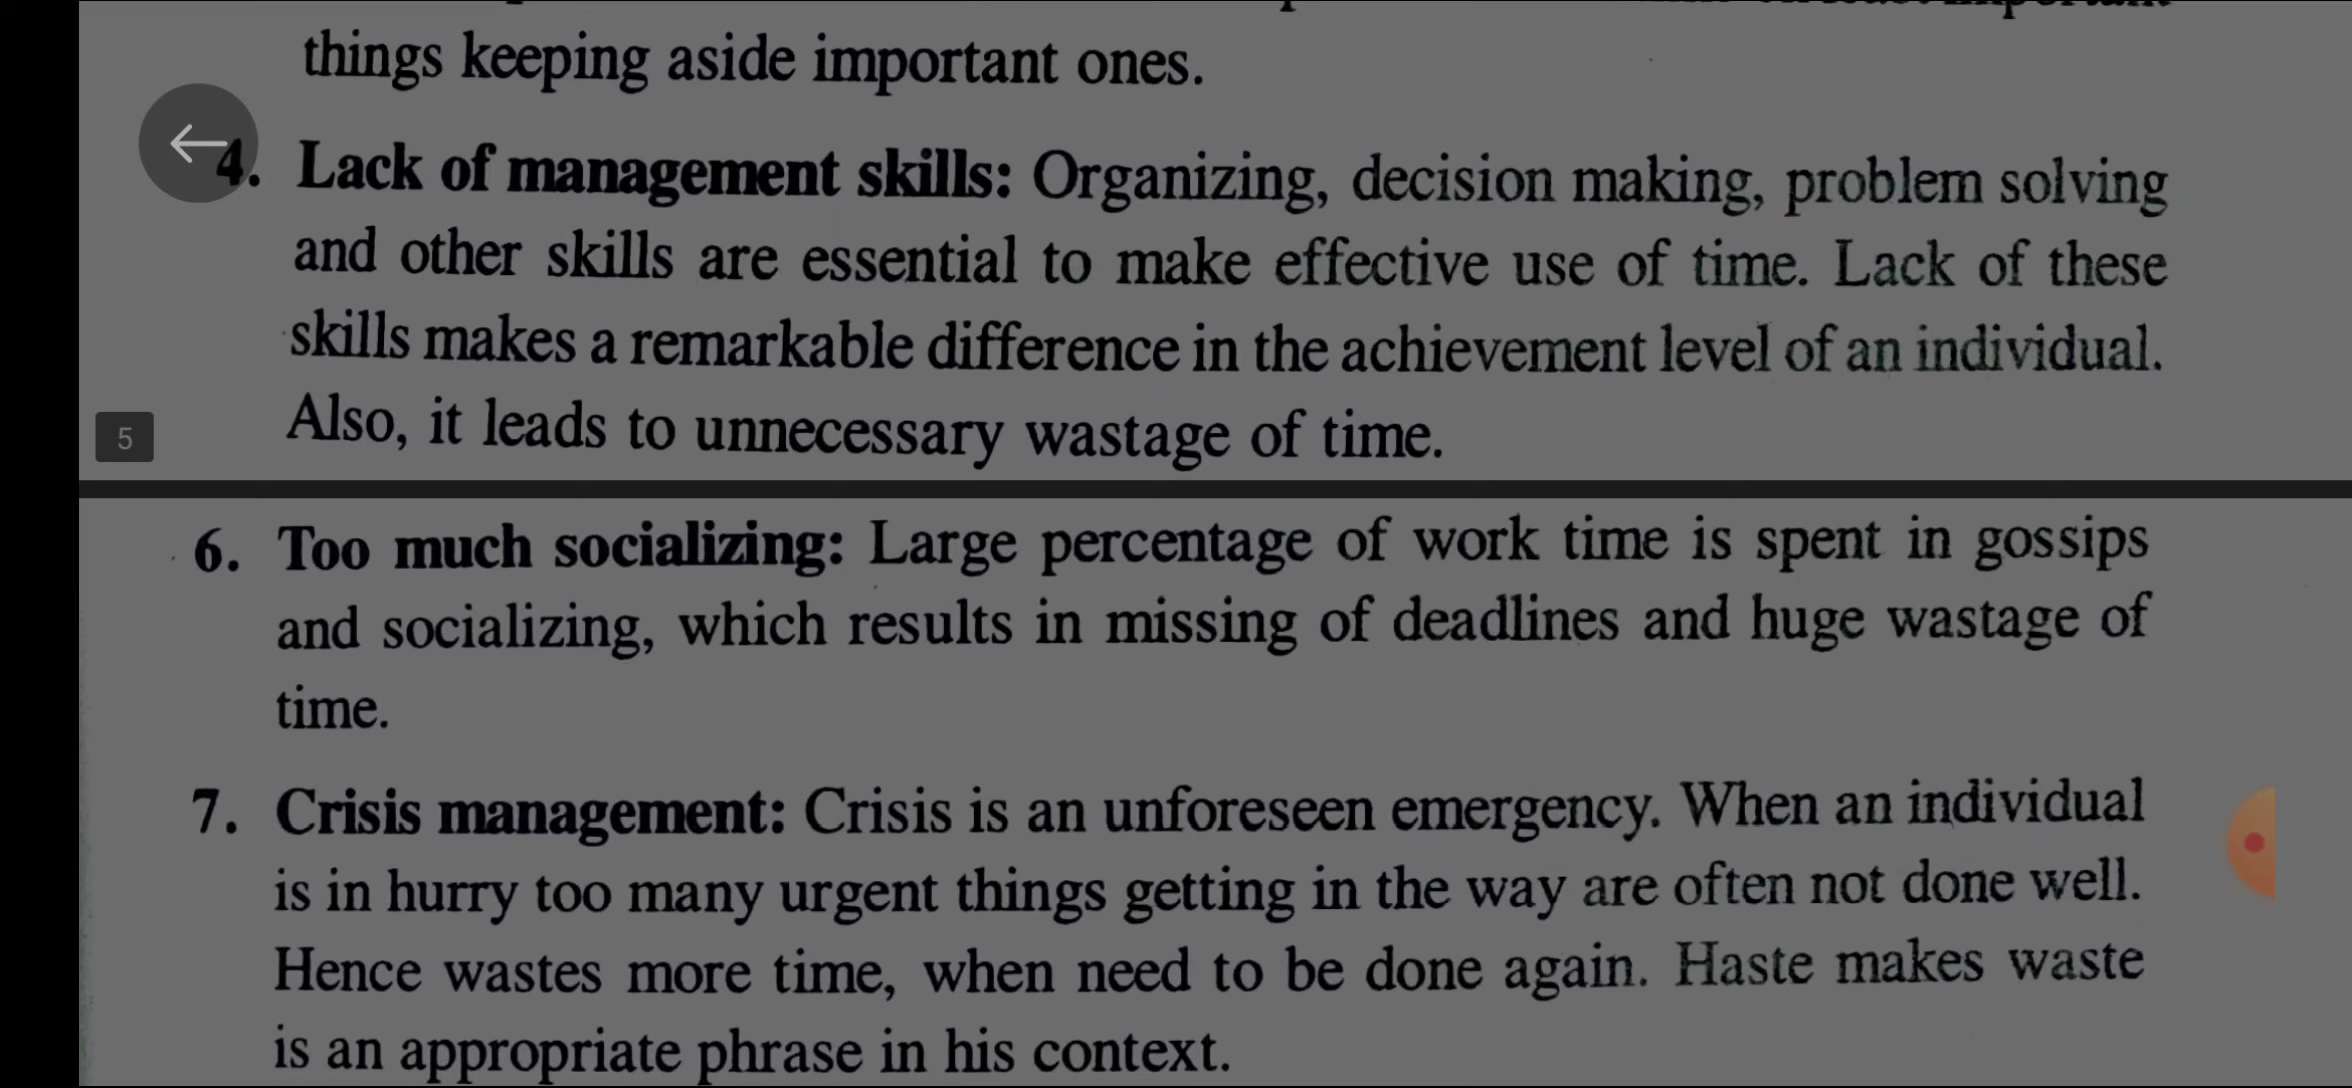 things keeping aside important ones.
4. Lack of management skills: Organizing, decision making, problem solving
and other skills are essential to make effective use of time. Lack of these
skills makes a remarkable difference in the achievement level of an individual.
Also, it leads to unnecessary wastage of time.
5
6. Too much socializing: Large percentage of work time is spent in gossips
and socializing, which results in missing of deadlines and huge wastage of
time.
7. Crisis management: Crisis is an unforeseen emergency. When an individual
is in hurry too many urgent things getting in the way are often not done well.
Hence wastes more time, when need to be done again. Haste makes waste
is an appropriate phrase in his context.